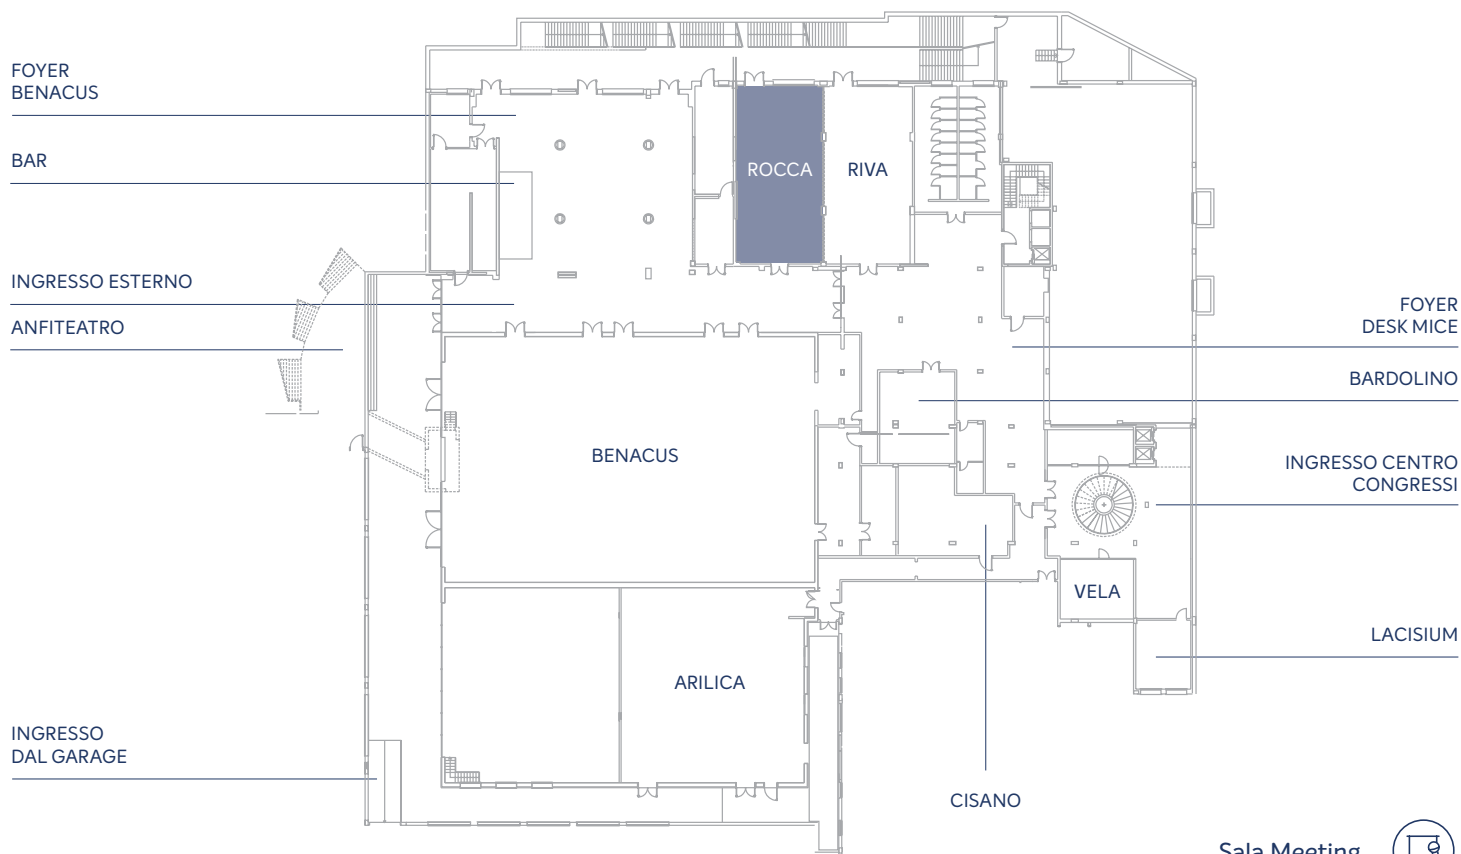 FOYER
BENACUS
BAR
ROCCA
RIVA
INGRESSO ESTERNO
ANFITEATRO
FOYER
DESK MICE
BARDOLINO
BENACUS
INGRESSO CENTRO
CONGRESSI
VELA
LACISIUM
ARILICA
INGRESSO
DAL GARAGE
CISANO
Sala Meeting